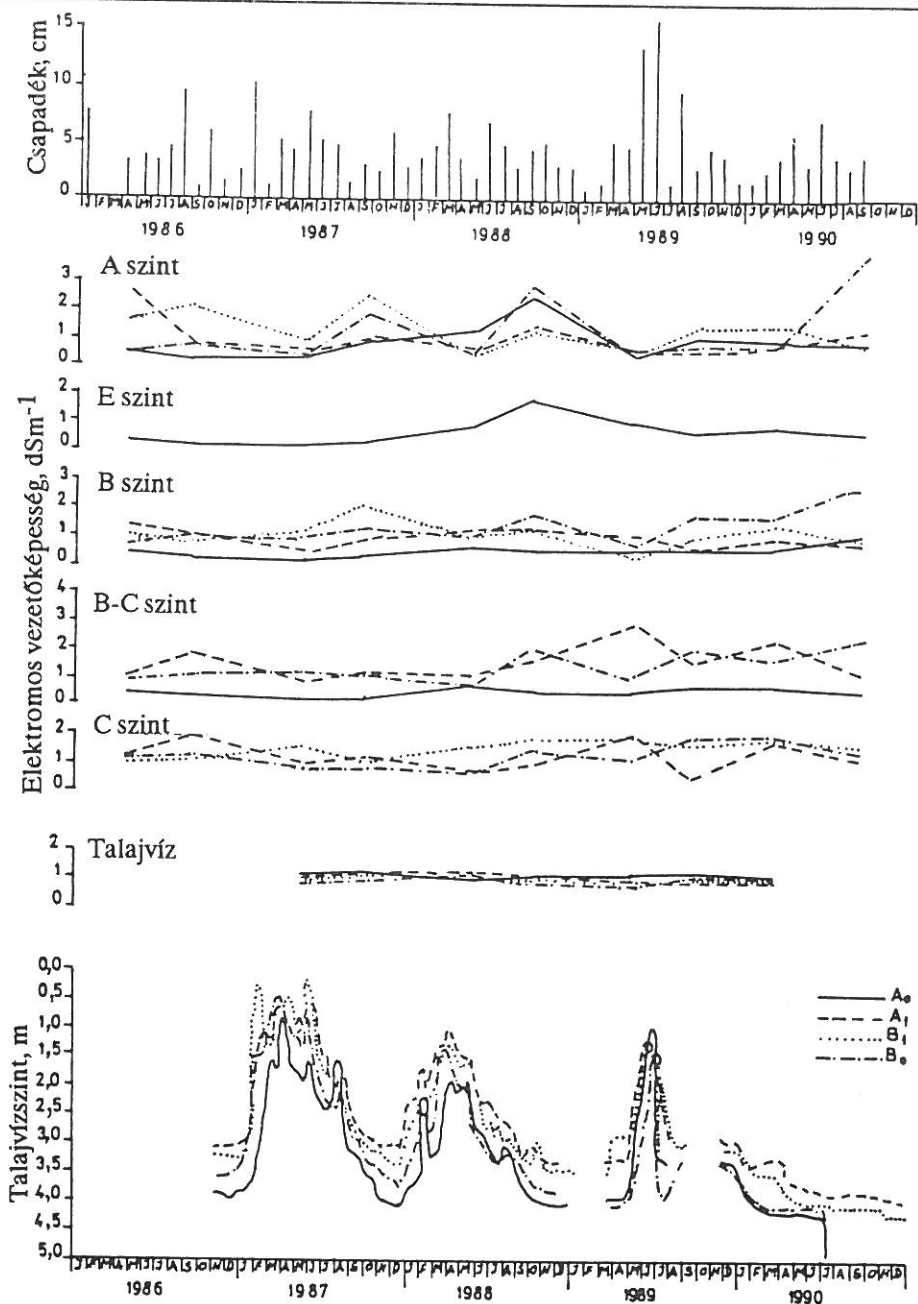 15
Csapadék, cm
10
5
0
J F M A M J J A S O N D J F M A M J J A S O N D J F M A M J J A S O N D J F M A M J J A S O N D J F M A M J J A S O N D
1986 1987 1988 1989 1990
A szint
3
2
1
0
E szint
2
1
0
Elektromos vezetőképesség, dSm-1
B szint
3
2
1
0
B-C szint
4
3
2
1
0
C szint
2
1
0
Talajvíz
2
1
0
Talajvízszint, m
0,0
0,5
1,0
1,5
2,0
2,5
3,0
3,5
4,0
4,5
5,0
A₀
A₁
B₁
B₀
J F M A M J J A S O N D J F M A M J J A S O N D J F M A M J J A S O N D J F M A M J J A S O N D J F M A M J J A S O N D
1986 1987 1988 1989 1990